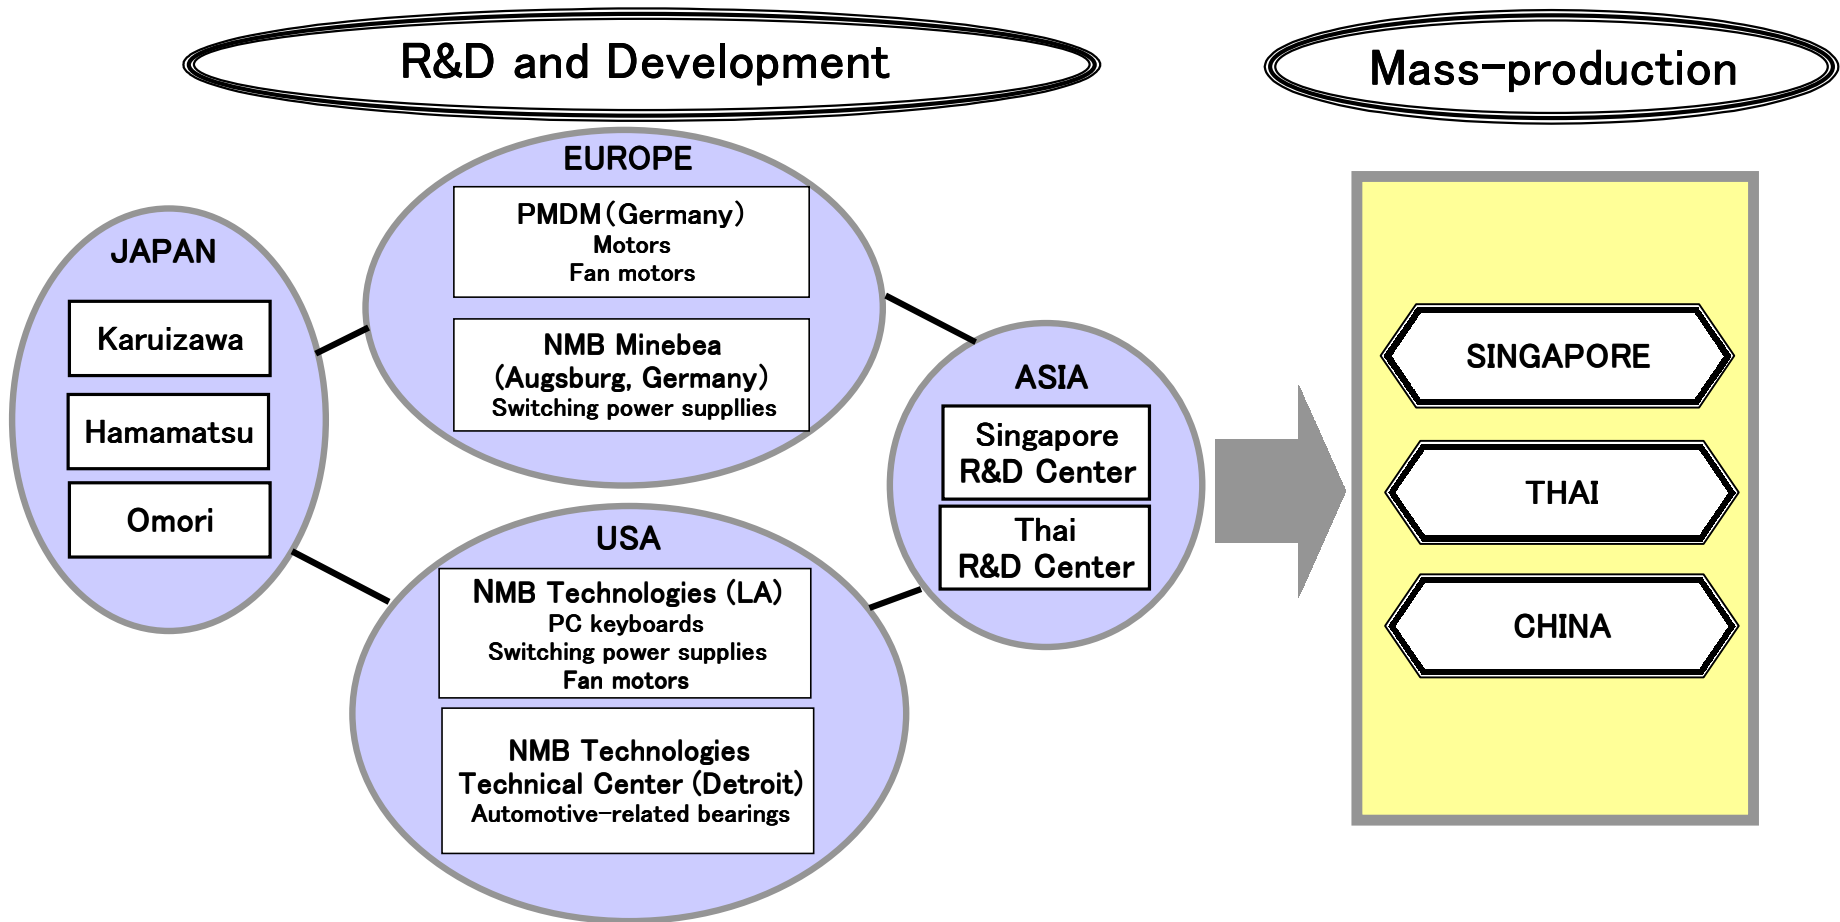 R&D and Development
Mass-production
JAPAN
Karuizawa
Hamamatsu
Omori
EUROPE
PMDM(Germany)
Motors
Fan motors
NMB Minebea
(Augsburg, Germany)
Switching power suppllies
USA
NMB Technologies (LA)
PC keyboards
Switching power supplies
Fan motors
NMB Technologies
Technical Center (Detroit)
Automotive-related bearings
ASIA
Singapore
R&D Center
Thai
R&D Center
SINGAPORE
THAI
CHINA